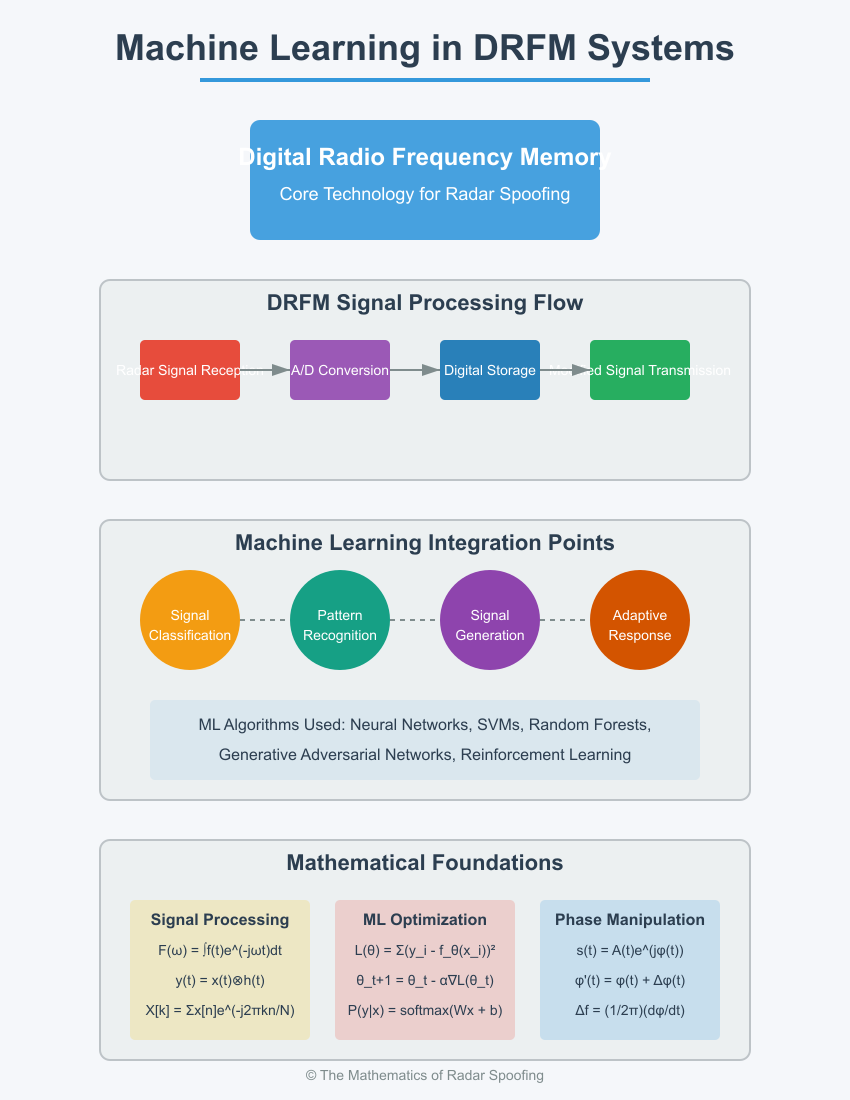 Machine Learning in DRFM Systems
Digital Radio Frequency Memory
Core Technology for Radar Spoofing
DRFM Signal Processing Flow
Radar Signal Reception
A/D Conversion
Digital Storage
Signal Transmission
Machine Learning Integration Points
Signal
Classification
Pattern
Recognition
Signal
Generation
Adaptive
Response
ML Algorithms Used: Neural Networks, SVMs, Random Forests,
Generative Adversarial Networks, Reinforcement Learning
Mathematical Foundations
Signal Processing
F(ω) = ∫f(t)e^(-jωt)dt
y(t) = x(t)⊗h(t)
X[k] = Σx[n]e^(-j2πkn/N)
ML Optimization
L(θ) = Σ(y_i - f_θ(x_i))²
θ_t+1 = θ_t - α∇L(θ_t)
P(y|x) = softmax(Wx + b)
Phase Manipulation
s(t) = A(t)e^(jφ(t))
φ'(t) = φ(t) + Δφ(t)
Δf = (1/2π)(dφ/dt)
© The Mathematics of Radar Spoofing